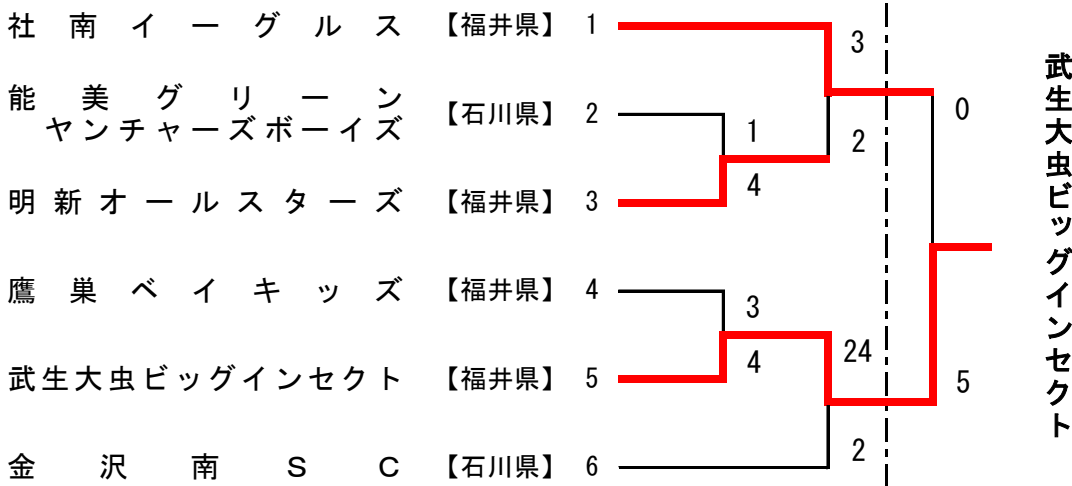 社南イーグルス 【福井県】 1
能美グリーン
ヤンチャーズボーイズ 【石川県】 2
明新オールスターズ 【福井県】 3
鷹巣ベイキッズ 【福井県】 4
武生大虫ビッグインセクト 【福井県】 5
金沢南SC 【石川県】 6
1
4
3
4
3
2
24
2
0
5
武生大虫ビッグインセクト